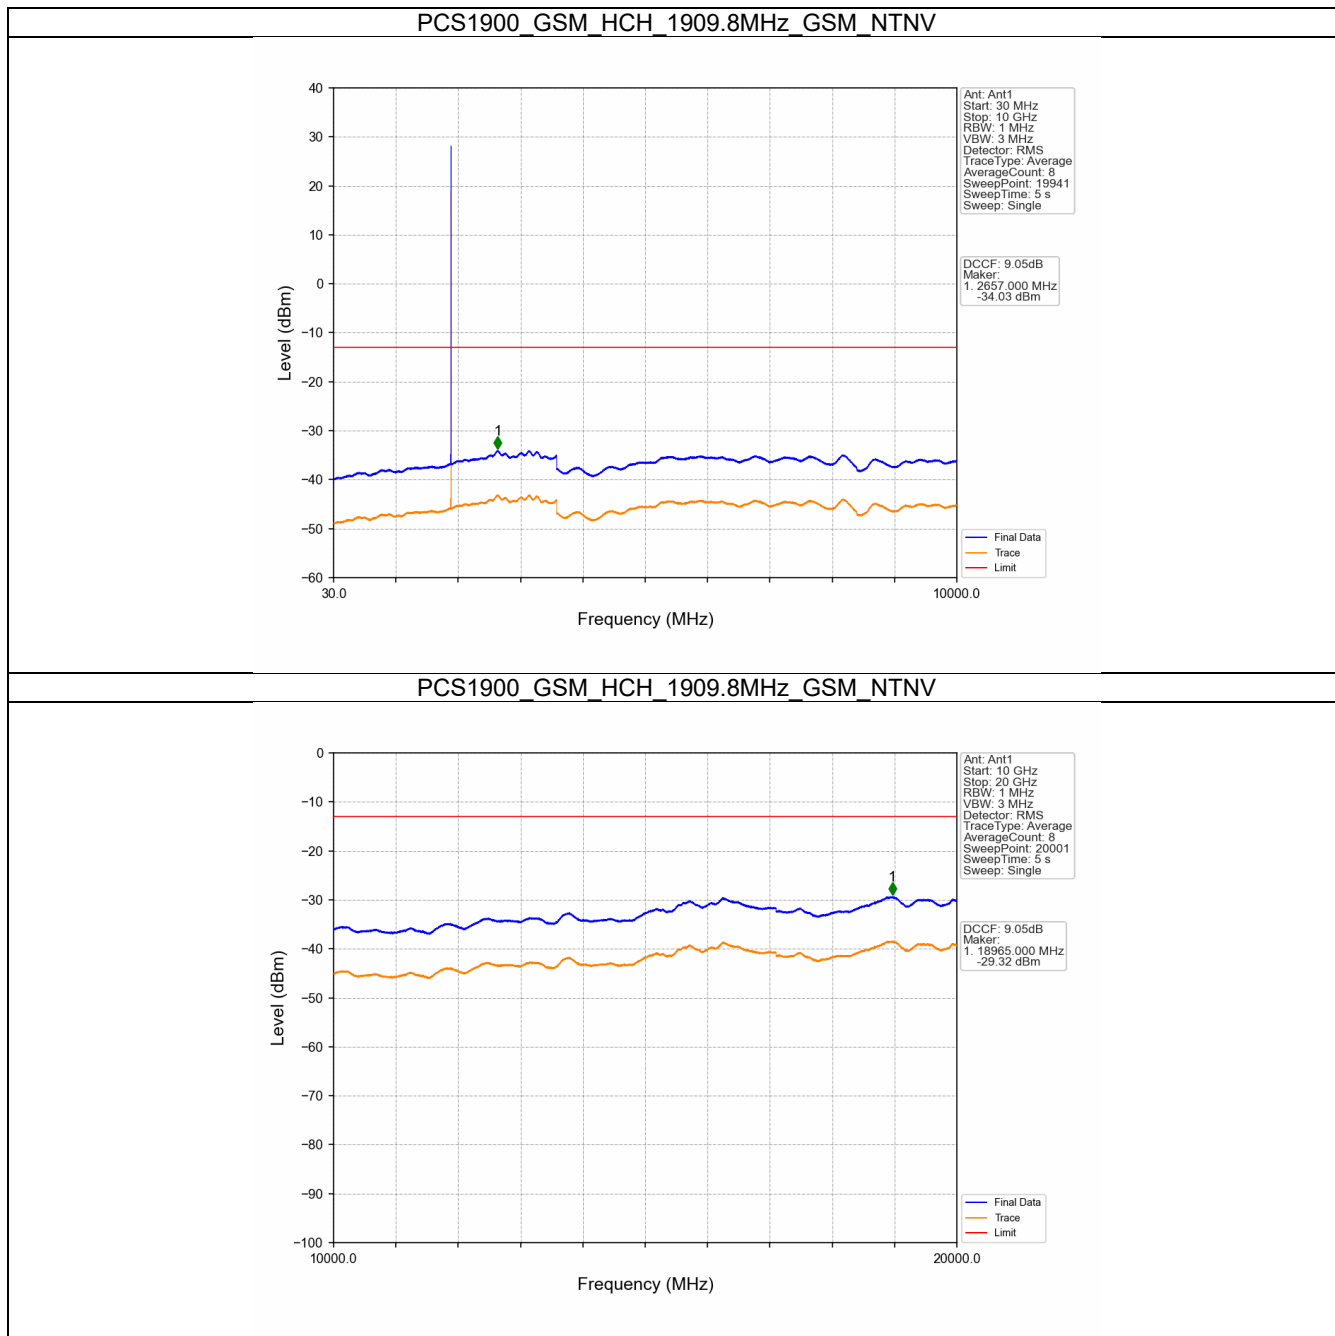 PCS1900_GSM_HCH_1909.8MHz_GSM_NTNV
40
30
20
10
0
−10
−20
−30
−40
−50
−60
Level (dBm)
1
30.0
10000.0
Frequency (MHz)
Ant: Ant1
Start: 30 MHz
Stop: 10 GHz
RBW: 1 MHz
VBW: 3 MHz
Detector: RMS
TraceType: Average
AverageCount: 8
SweepPoint: 19941
SweepTime: 5 s
Sweep: Single
DCCF: 9.05dB
Maker:
1. 2657.000 MHz
-34.03 dBm
Final Data
Trace
Limit
PCS1900_GSM_HCH_1909.8MHz_GSM_NTNV
0
−10
−20
−30
−40
−50
−60
−70
−80
−90
−100
Level (dBm)
1
10000.0
20000.0
Frequency (MHz)
Ant: Ant1
Start: 10 GHz
Stop: 20 GHz
RBW: 1 MHz
VBW: 3 MHz
Detector: RMS
TraceType: Average
AverageCount: 8
SweepPoint: 20001
SweepTime: 5 s
Sweep: Single
DCCF: 9.05dB
Maker:
1. 18965.000 MHz
-29.32 dBm
Final Data
Trace
Limit